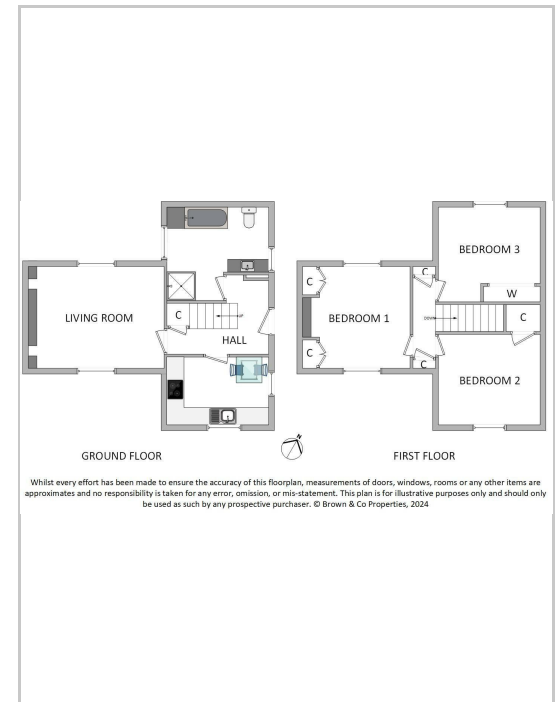 LIVING ROOM
C
UP
HALL
GROUND FLOOR
BEDROOM 3
C
C
W
BEDROOM 1
DOWN
C
C
C
BEDROOM 2
N
FIRST FLOOR
Whilst every effort has been made to ensure the accuracy of this floorplan, measurements of doors, windows, rooms or any other items are
approximates and no responsibility is taken for any error, omission, or mis-statement. This plan is for illustrative purposes only and should only
be used as such by any prospective purchaser. © Brown & Co Properties, 2024